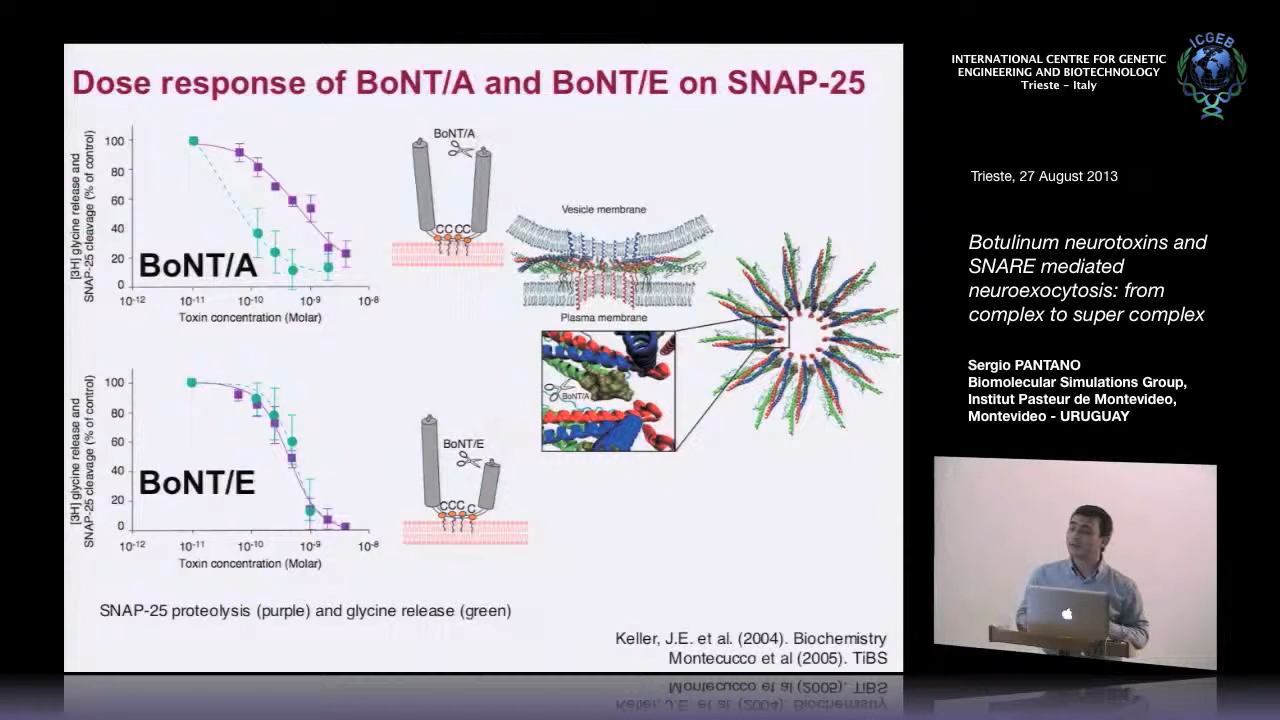 Dose response of BoNT/A and BoNT/E on SNAP-25
[3H] glycine release and
SNAP-25 cleavage (% of control)
100
80
60
40
20
0
BoNT/A
10-12
10-11
10-10
10-9
10-8
Toxin concentration (Molar)
BoNT/A
CC CC
Vesicle membrane
Plasma membrane
BoNT/A
[3H] glycine release and
SNAP-25 cleavage (% of control)
100
80
60
40
20
0
BoNT/E
10-12
10-11
10-10
10-9
10-8
Toxin concentration (Molar)
BoNT/E
CCC C
SNAP-25 proteolysis (purple) and glycine release (green)
Keller, J.E. et al. (2004). Biochemistry
Montecucco et al (2005). TiBS
INTERNATIONAL CENTRE FOR GENETIC
ENGINEERING AND BIOTECHNOLOGY
Trieste - Italy
ICGEB
Trieste, 27 August 2013
Botulinum neurotoxins and
SNARE mediated
neuroexocytosis: from
complex to super complex
Sergio PANTANO
Biomolecular Simulations Group,
Institut Pasteur de Montevideo,
Montevideo - URUGUAY